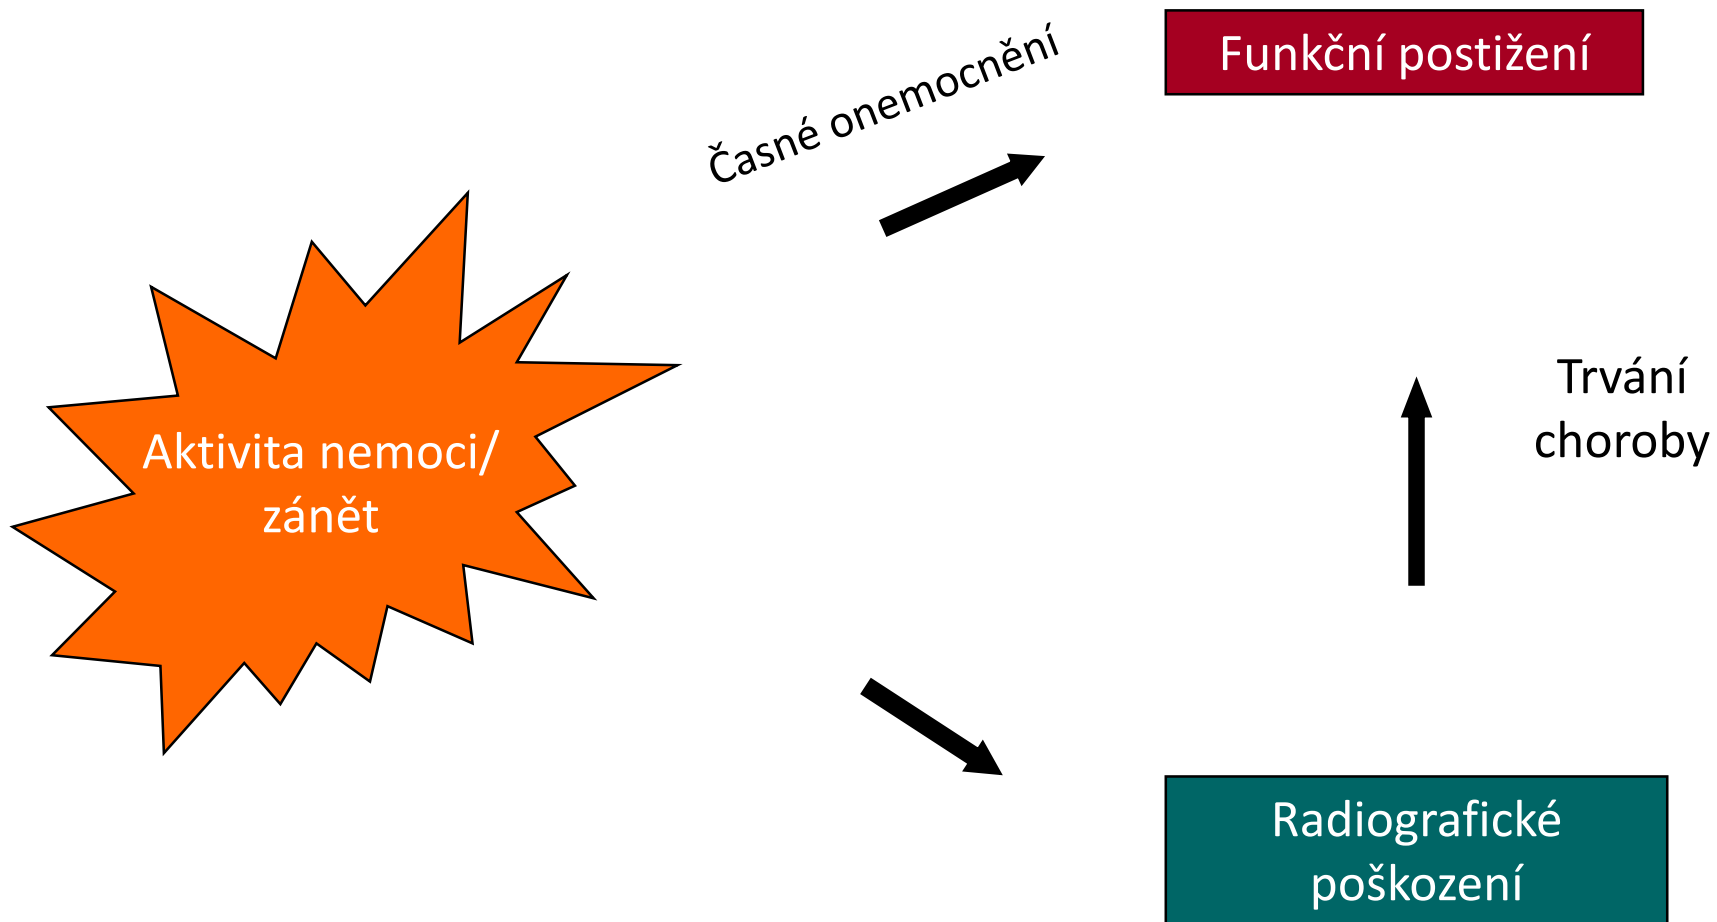 Funkční postižení
Časné onemocnění
Aktivita nemoci/
zánět
Trvání
choroby
Radiografické
poškození